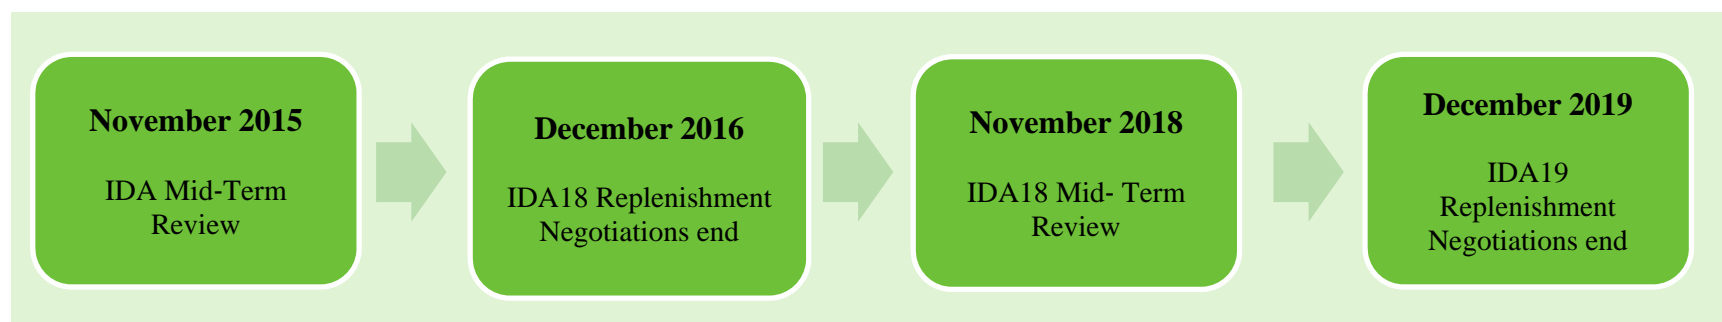 November 2015
IDA Mid-Term
Review
December 2016
IDA18 Replenishment
Negotiations end
November 2018
IDA18 Mid- Term
Review
December 2019
IDA19
Replenishment
Negotiations end